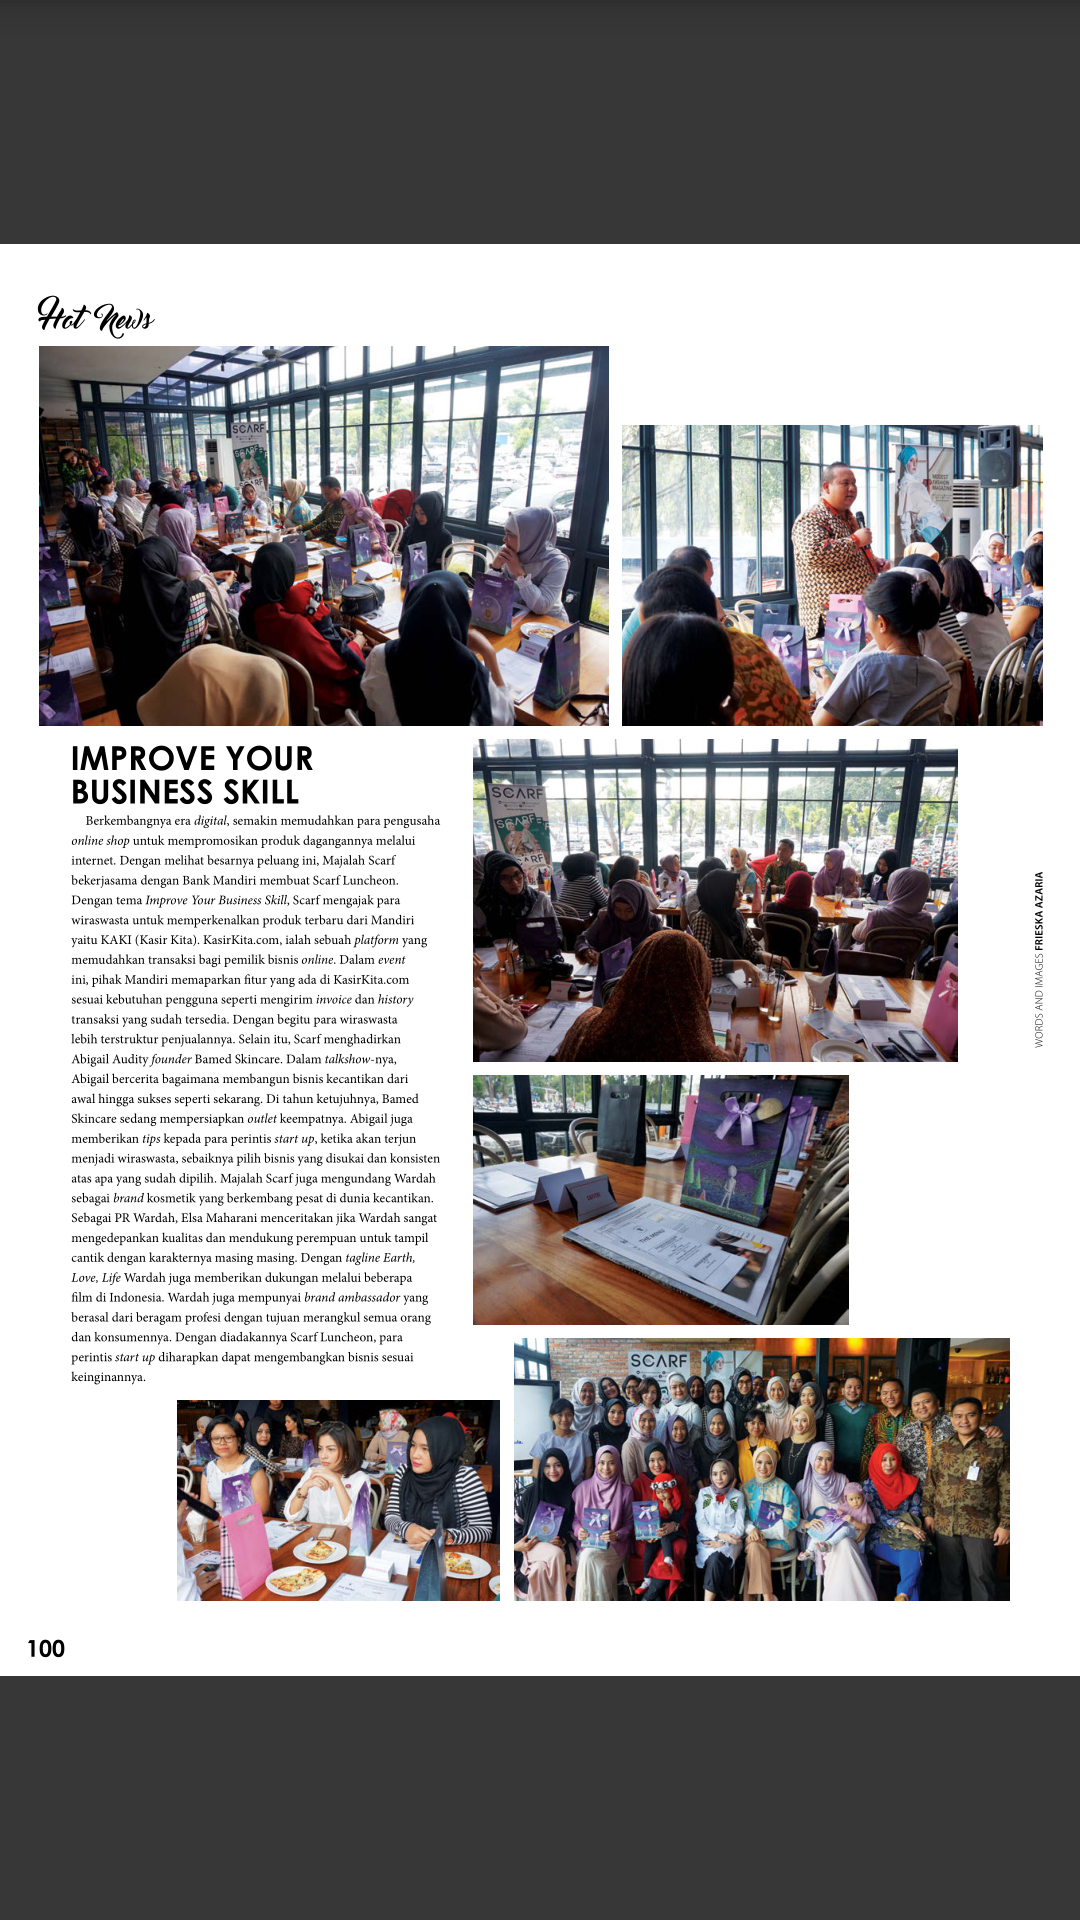 Hot News
SCARF
SCARF
MODEST
FASHION
MAGAZINE
IMPROVE YOUR
BUSINESS SKILL
Berkembangnya era digital, semakin memudahkan para pengusaha
online shop untuk mempromosikan produk dagangannya melalui
internet. Dengan melihat besarnya peluang ini, Majalah Scarf
bekerjasama dengan Bank Mandiri membuat Scarf Luncheon.
Dengan tema Improve Your Business Skill, Scarf mengajak para
wiraswasta untuk memperkenalkan produk terbaru dari Mandiri
yaitu KAKI (Kasir Kita). KasirKita.com, ialah sebuah platform yang
memudahkan transaksi bagi pemilik bisnis online. Dalam event
ini, pihak Mandiri memaparkan fitur yang ada di KasirKita.com
sesuai kebutuhan pengguna seperti mengirim invoice dan history
transaksi yang sudah tersedia. Dengan begitu para wiraswasta
lebih terstruktur penjualannya. Selain itu, Scarf menghadirkan
Abigail Audity founder Bamed Skincare. Dalam talkshow-nya,
Abigail bercerita bagaimana membangun bisnis kecantikan dari
awal hingga sukses seperti sekarang. Di tahun ketujuhnya, Bamed
Skincare sedang mempersiapkan outlet keempatnya. Abigail juga
memberikan tips kepada para perintis start up, ketika akan terjun
menjadi wiraswasta, sebaiknya pilih bisnis yang disukai dan konsisten
atas apa yang sudah dipilih. Majalah Scarf juga mengundang Wardah
sebagai brand kosmetik yang berkembang pesat di dunia kecantikan.
Sebagai PR Wardah, Elsa Maharani menceritakan jika Wardah sangat
mengedepankan kualitas dan mendukung perempuan untuk tampil
cantik dengan karakternya masing masing. Dengan tagline Earth,
Love, Life Wardah juga memberikan dukungan melalui beberapa
film di Indonesia. Wardah juga mempunyai brand ambassador yang
berasal dari beragam profesi dengan tujuan merangkul semua orang
dan konsumennya. Dengan diadakannya Scarf Luncheon, para
perintis start up diharapkan dapat mengembangkan bisnis sesuai
keinginannya.
SCARF
SCARF
SCARF
THE MENU
SCARF
WORDS AND IMAGES FRIESKA AZARIA
100